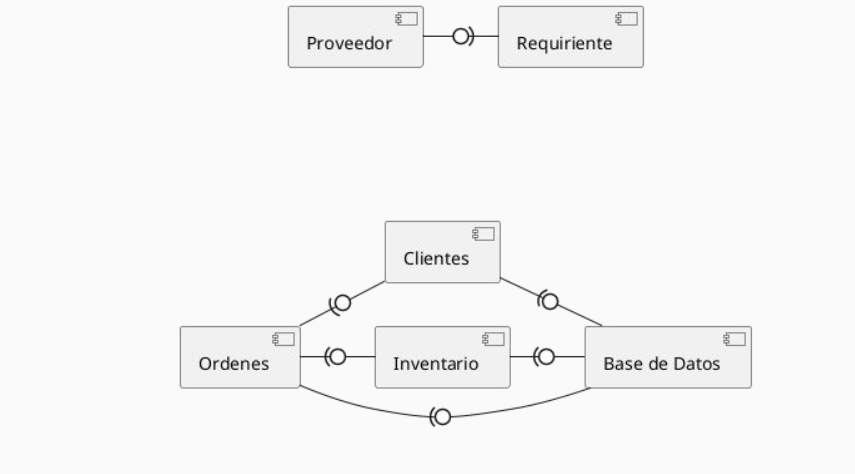 Proveedor
Requiriente
Clientes
Ordenes
Inventario
Base de Datos